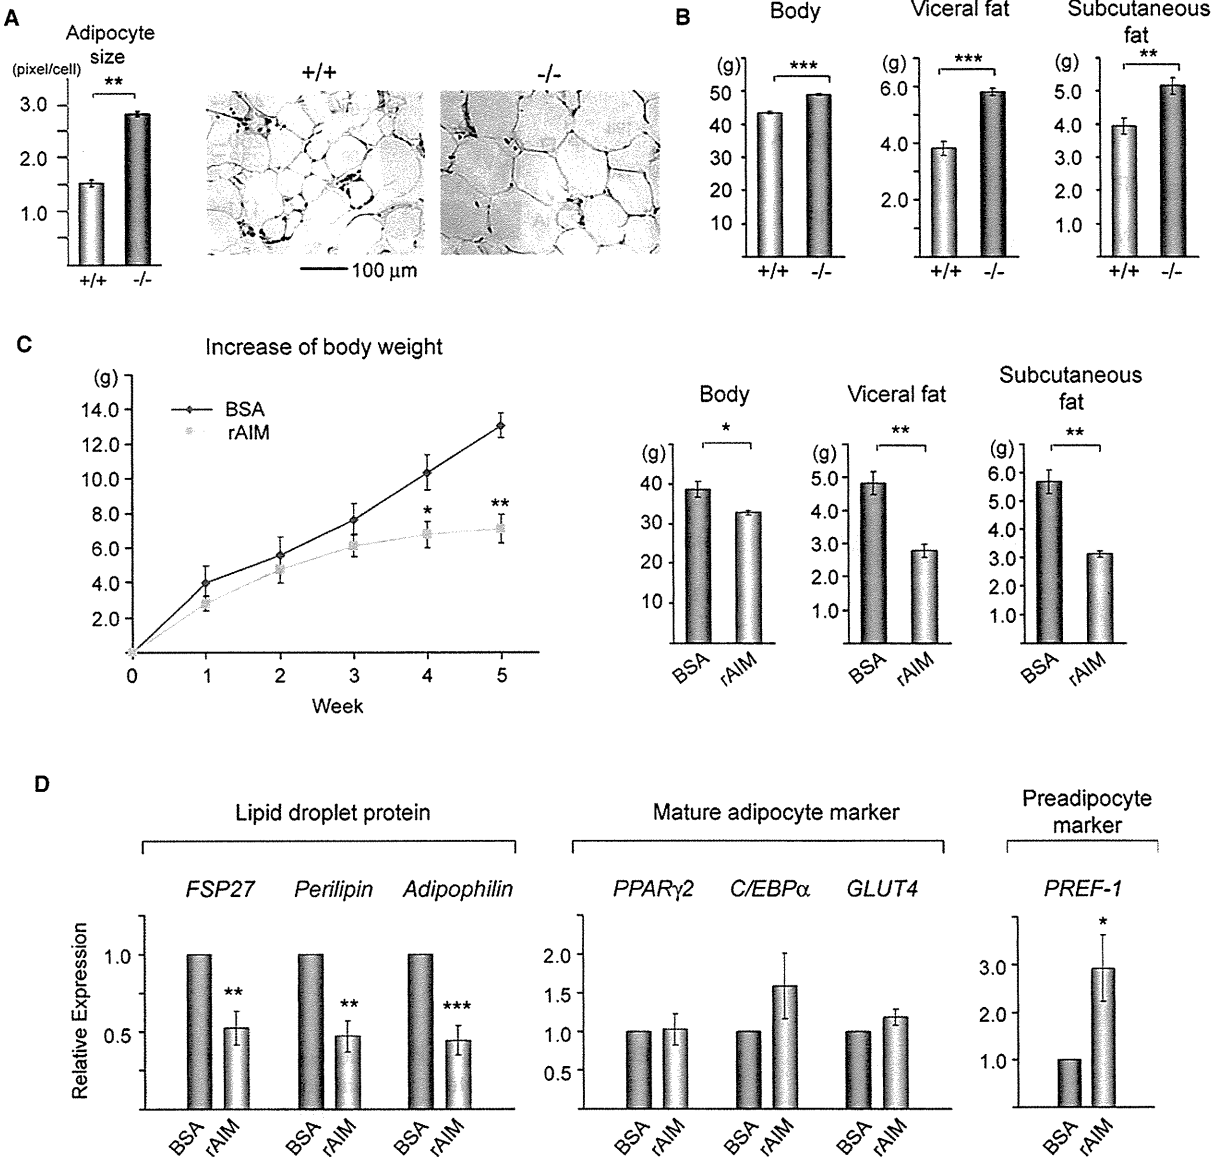 A
Adipocyte
size
(pixel/cell)
**
3.0
2.0
1.0
+/+
-/-
+/+
-/-
100 μm
B
Body
(g)
***
50
40
30
20
10
+/+
-/-
Viceral fat
(g)
***
6.0
4.0
2.0
+/+
-/-
Subcutaneous
fat
(g)
**
5.0
4.0
3.0
2.0
1.0
+/+
-/-
C
Increase of body weight
(g)
14.0
12.0
10.0
8.0
6.0
4.0
2.0
BSA
rAIM
*
**
0
1
2
3
4
5
Week
Body
*
(g)
40
30
20
10
BSA
rAIM
Viceral fat
**
(g)
5.0
4.0
3.0
2.0
1.0
BSA
rAIM
Subcutaneous
fat
**
(g)
6.0
5.0
4.0
3.0
2.0
1.0
BSA
rAIM
D
Lipid droplet protein
FSP27
Perilipin
Adipophilin
Relative Expression
1.0
0.5
**
**
***
BSA
rAIM
BSA
rAIM
BSA
rAIM
Mature adipocyte marker
PPARγ2
C/EBPα
GLUT4
2.0
1.5
1.0
0.5
BSA
rAIM
BSA
rAIM
BSA
rAIM
Preadipocyte
marker
PREF-1
*
3.0
2.0
1.0
BSA
rAIM